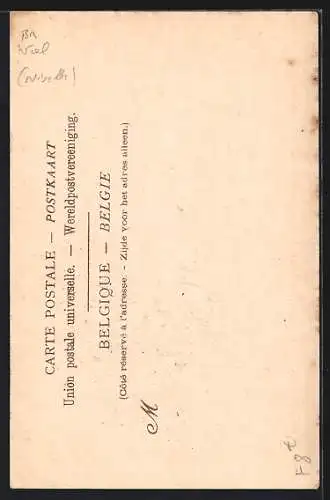 CARTE POSTALE — POSTKAART
Union postale universelle. — Wereldpostvereeniging.
BELGIQUE — BELGIE
(Côté réservé à l'adresse. - Zijde voor het adres alleen.)
M